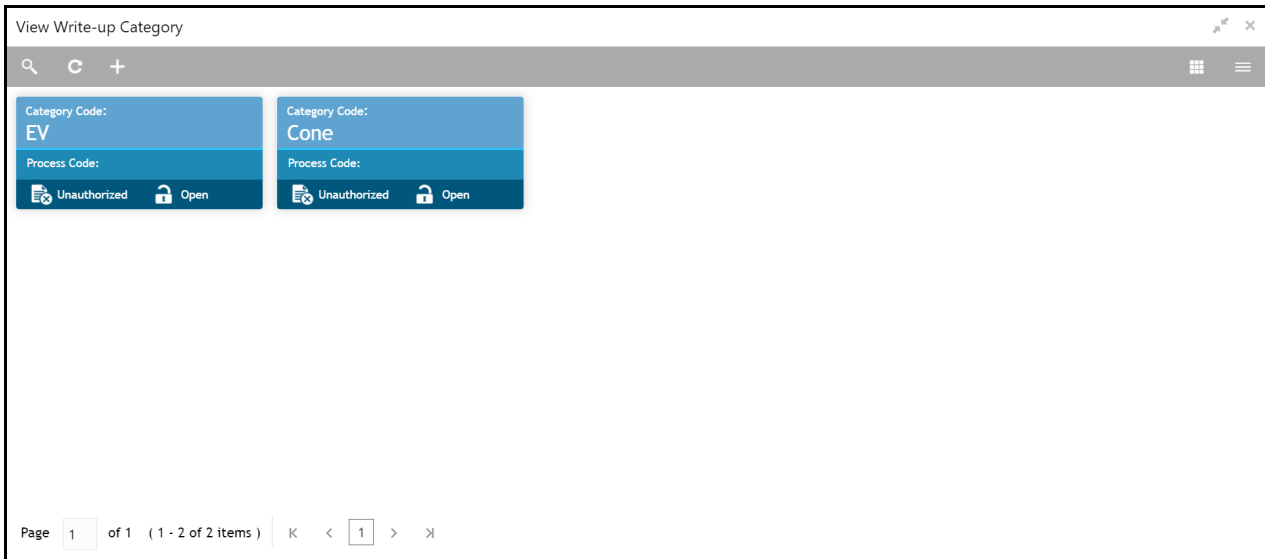 View Write-up Category
Category Code:
EV
Process Code:
Unauthorized Open
Category Code:
Cone
Process Code:
Unauthorized Open
Page 1 of 1 ( 1 - 2 of 2 items ) 1